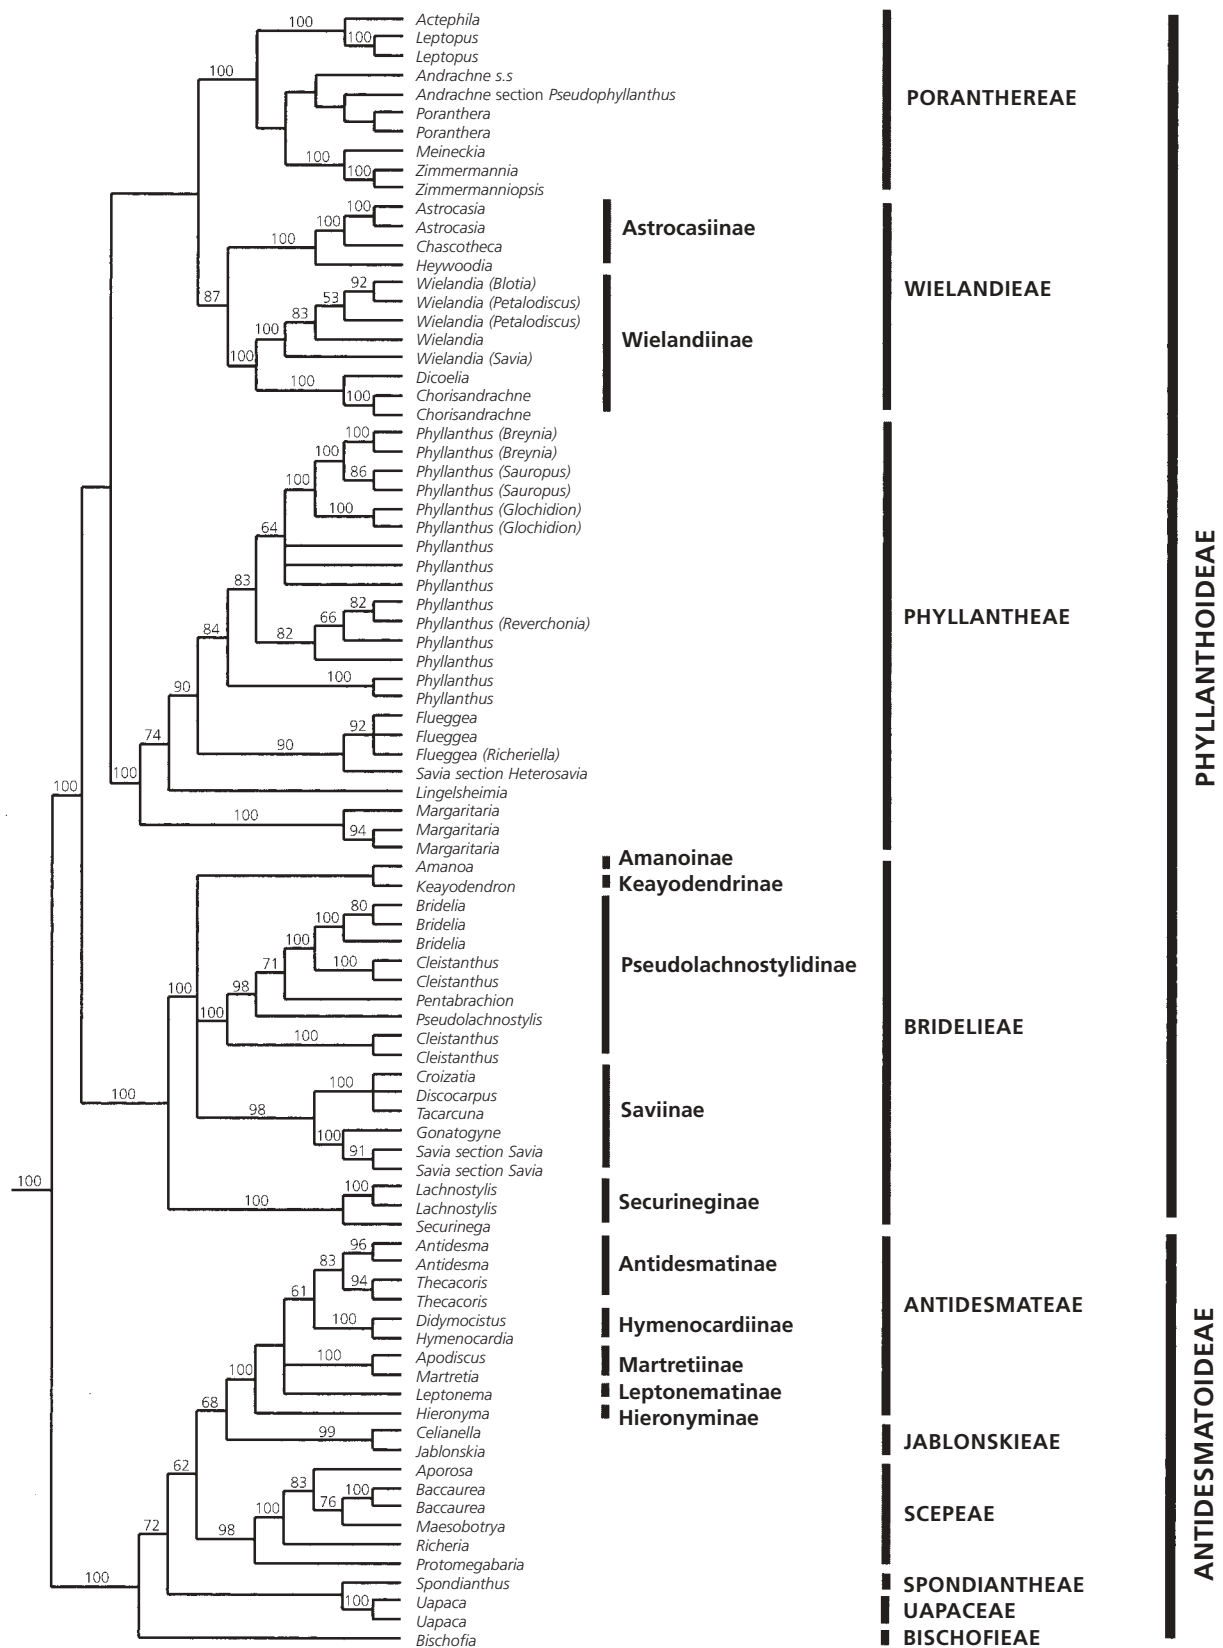 100
Actephila
100
Leptopus
Leptopus
100
Andrachne s.s
Andrachne section Pseudophyllanthus
PORANTHEREAE
Poranthera
Poranthera
100
Meineckia
100
Zimmermannia
Zimmermanniopsis
100
Astrocasia
100
Astrocasia
Astrocasiinae
100
Chascotheca
Heywoodia
87
WIELANDIEAE
92
Wielandia (Blotia)
53
Wielandia (Petalodiscus)
83
Wielandia (Petalodiscus)
100
Wielandia
Wielandiinae
100
Wielandia (Savia)
100
Dicoelia
100
Chorisandrachne
Chorisandrachne
100
Phyllanthus (Breynia)
100
Phyllanthus (Breynia)
86
Phyllanthus (Sauropus)
100
Phyllanthus (Sauropus)
100
Phyllanthus (Glochidion)
64
Phyllanthus (Glochidion)
Phyllanthus
Phyllanthus
83
Phyllanthus
82
Phyllanthus
66
Phyllanthus (Reverchonia)
PHYLLANTHEAE
84
82
Phyllanthus
Phyllanthus
100
Phyllanthus
90
Phyllanthus
Flueggea
92
Flueggea
74
90
Flueggea (Richeriella)
100
Savia section Heterosavia
100
Lingelsheimia
100
Margaritaria
94
Margaritaria
Margaritaria
PHYLLANTHOIDEAE
Amanoa
Amanoinae
Keayodendron
Keayodendrinae
80
Bridelia
100
Bridelia
100
Bridelia
71
100
Cleistanthus
Pseudolachnostylidinae
98
Cleistanthus
100
Pentabrachion
100
Pseudolachnostylis
100
Cleistanthus
BRIDELIEAE
Cleistanthus
100
Croizatia
100
98
Discocarpus
Tacarcuna
Saviinae
100
Gonatogyne
91
Savia section Savia
Savia section Savia
100
100
Lachnostylis
100
Lachnostylis
Securineginae
Securinega
96
Antidesma
83
Antidesma
Antidesmatinae
94
Thecacoris
61
Thecacoris
ANTIDESMATEAE
100
Didymocistus
Hymenocardiinae
Hymenocardia
100
Apodiscus
100
Martretia
Martretiinae
68
Leptonema
Leptonematinae
Hieronyma
Hieronyminae
99
Celianella
Jablonskia
JABLONSKIEAE
62
Aporosa
83
100
Baccaurea
76
Baccaurea
100
Maesobotrya
SCEPEAE
72
98
Richeria
Protomegabaria
100
Spondianthus
SPONDIANTHEAE
100
Uapaca
UAPACEAE
Uapaca
Bischofia
BISCHOFIEAE
ANTIDESMATOIDEAE